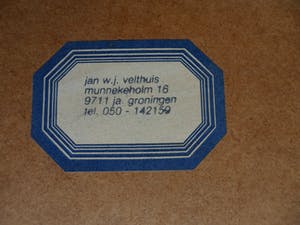 jan w.j. velthuis
munnekeholm 16
9711 ja groningen
tel. 050 - 142159